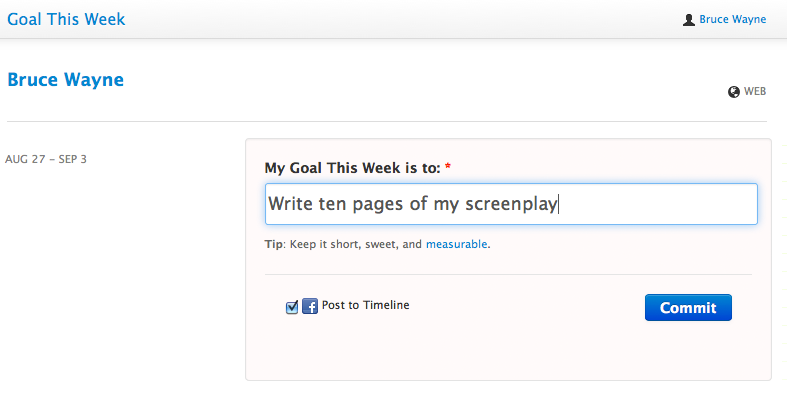 Goal This Week
Bruce Wayne
Bruce Wayne
WEB
AUG 27 – SEP 3
My Goal This Week is to: *
Write ten pages of my screenplay
Tip: Keep it short, sweet, and measurable.
f Post to Timeline
Commit